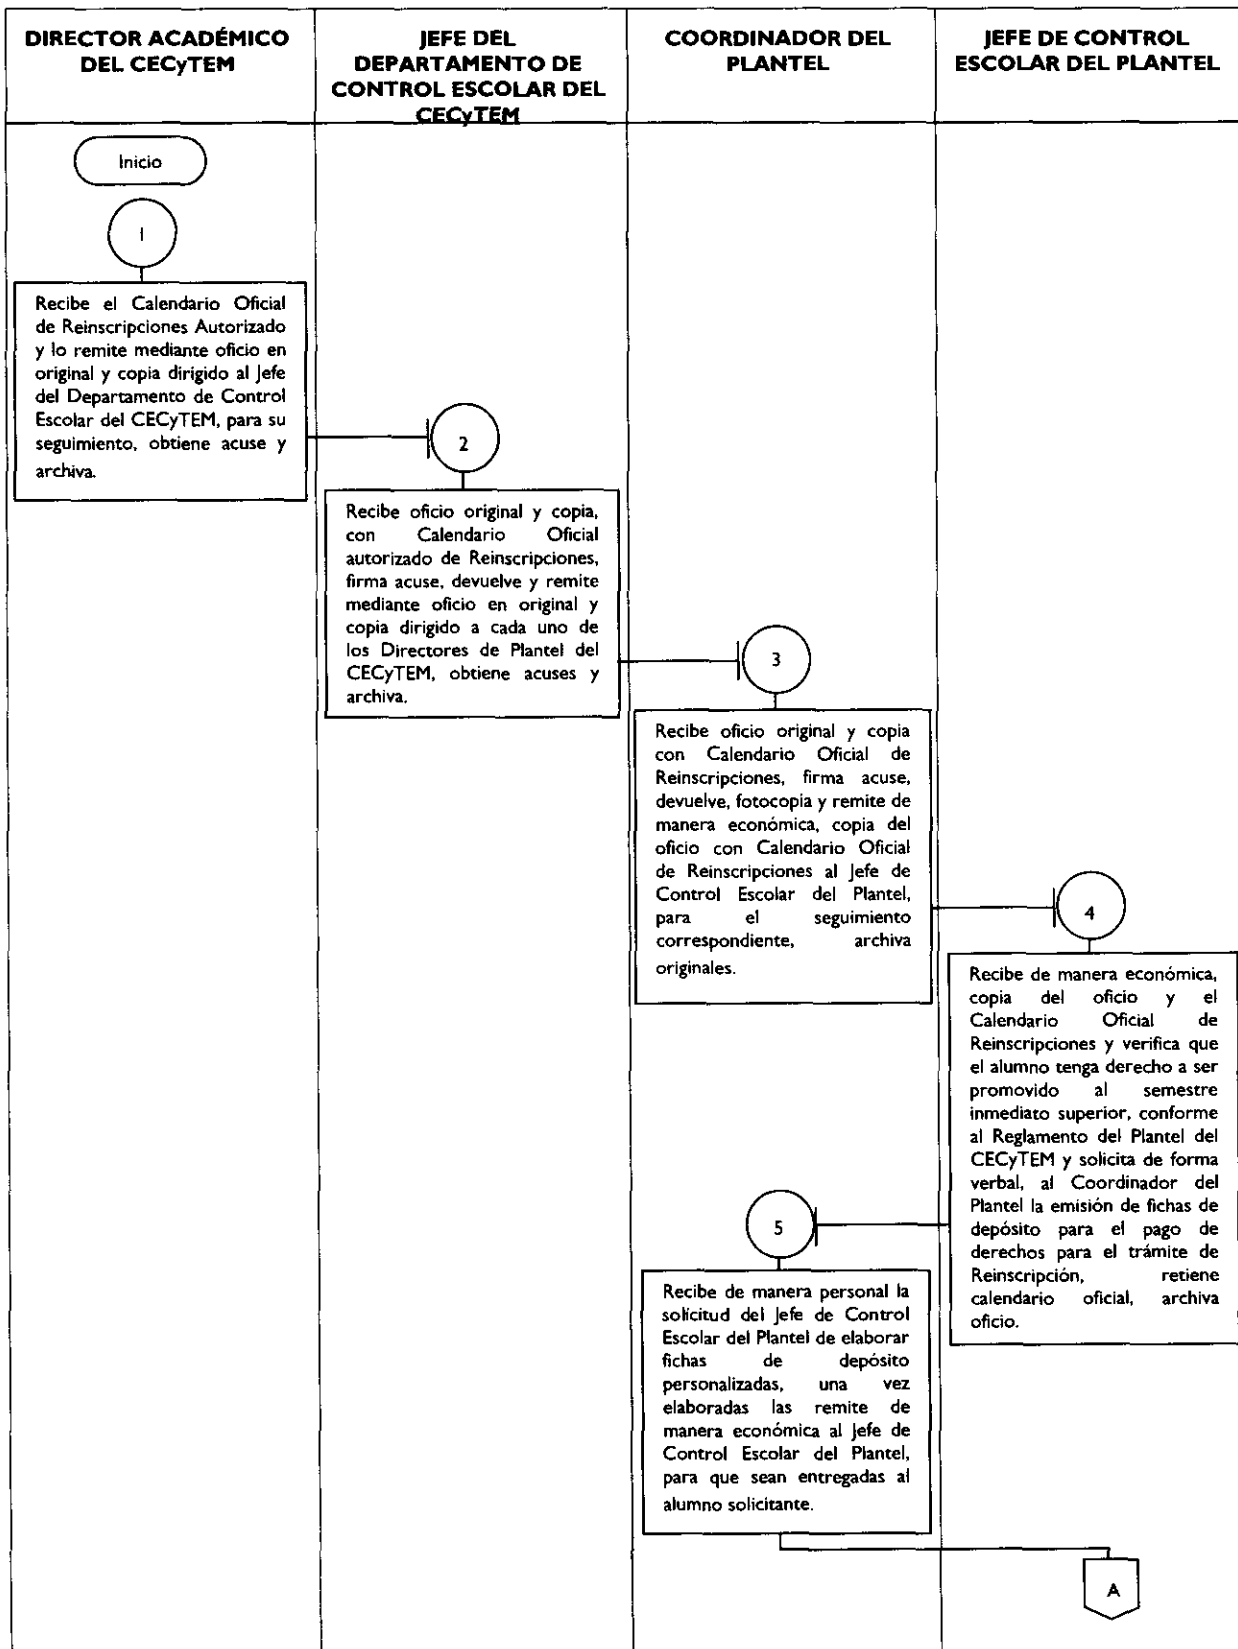 DIRECTOR ACADÉMICO
DEL CECyTEM
JEFE DEL
DEPARTAMENTO DE
CONTROL ESCOLAR DEL
CECyTEM
COORDINADOR DEL
PLANTEL
JEFE DE CONTROL
ESCOLAR DEL PLANTEL
Inicio
1
Recibe el Calendario Oficial
de Reinscripciones Autorizado
y lo remite mediante oficio en
original y copia dirigido al Jefe
del Departamento de Control
Escolar del CECyTEM, para su
seguimiento, obtiene acuse y
archiva.
2
Recibe oficio original y copia,
con Calendario Oficial
autorizado de Reinscripciones,
firma acuse, devuelve y remite
mediante oficio en original y
copia dirigido a cada uno de
los Directores de Plantel del
CECyTEM, obtiene acuses y
archiva.
3
Recibe oficio original y copia
con Calendario Oficial de
Reinscripciones, firma acuse,
devuelve, fotocopia y remite de
manera económica, copia del
oficio con Calendario Oficial
de Reinscripciones al Jefe de
Control Escolar del Plantel,
para el seguimiento
correspondiente, archiva
originales.
4
Recibe de manera económica,
copia del oficio y el
Calendario Oficial de
Reinscripciones y verifica que
el alumno tenga derecho a ser
promovido al semestre
inmediato superior, conforme
al Reglamento del Plantel del
CECyTEM y solicita de forma
verbal, al Coordinador del
Plantel la emisión de fichas de
depósito para el pago de
derechos para el trámite de
Reinscripción, retiene
calendario oficial, archiva
oficio.
5
Recibe de manera personal la
solicitud del Jefe de Control
Escolar del Plantel de elaborar
fichas de depósito
personalizadas, una vez
elaboradas las remite de
manera económica al Jefe de
Control Escolar del Plantel,
para que sean entregadas al
alumno solicitante.
A